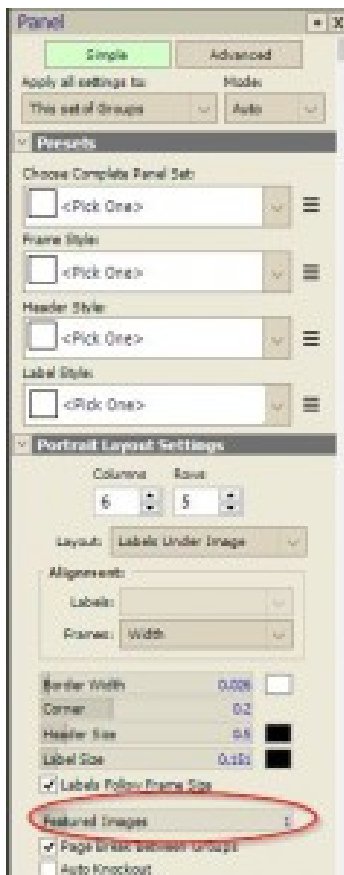 Panel
Simple Advanced
Apply all settings to: Mode:
This set of Groups Auto
Presets
Choose Complete Panel Set:
<Pick One>
Frame Style:
<Pick One>
Header Style:
<Pick One>
Label Style:
<Pick One>
Portrait Layout Settings
Columns Rows
6 5
Layout: Labels Under Image
Alignment:
Labels:
Frames: Width
Border Width 0.026
Corner 0.2
Header Size 0.5
Label Size 0.151
Labels Follow Frame Size
Featured Images 1
Page Break Between Groups
Auto Knockout